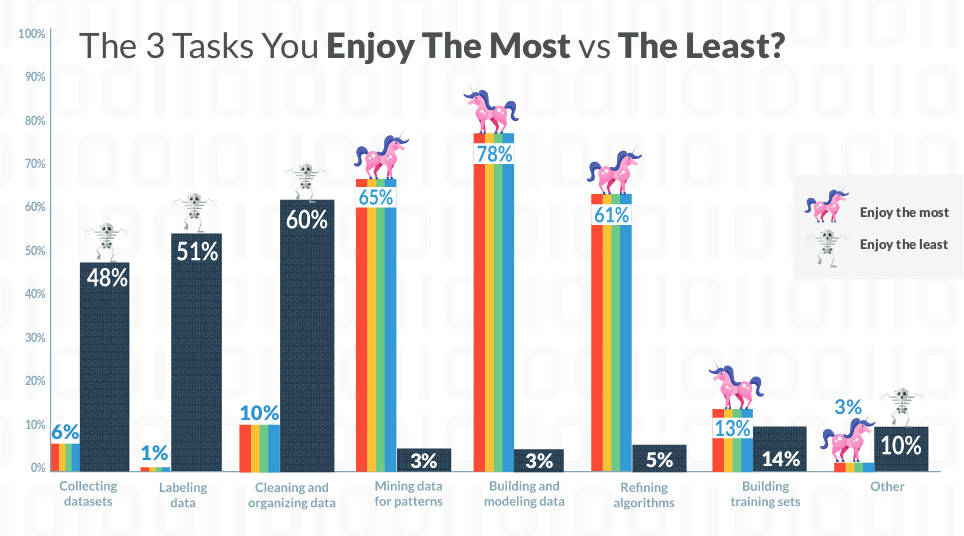 The 3 Tasks You Enjoy The Most vs The Least?
100%
90%
80%
70%
60%
50%
40%
30%
20%
10%
0%
6%
48%
1%
51%
10%
60%
65%
3%
78%
3%
61%
5%
13%
14%
3%
10%
Enjoy the most
Enjoy the least
Collecting
datasets
Labeling
data
Cleaning and
organizing data
Mining data
for patterns
Building and
modeling data
Refining
algorithms
Building
training sets
Other